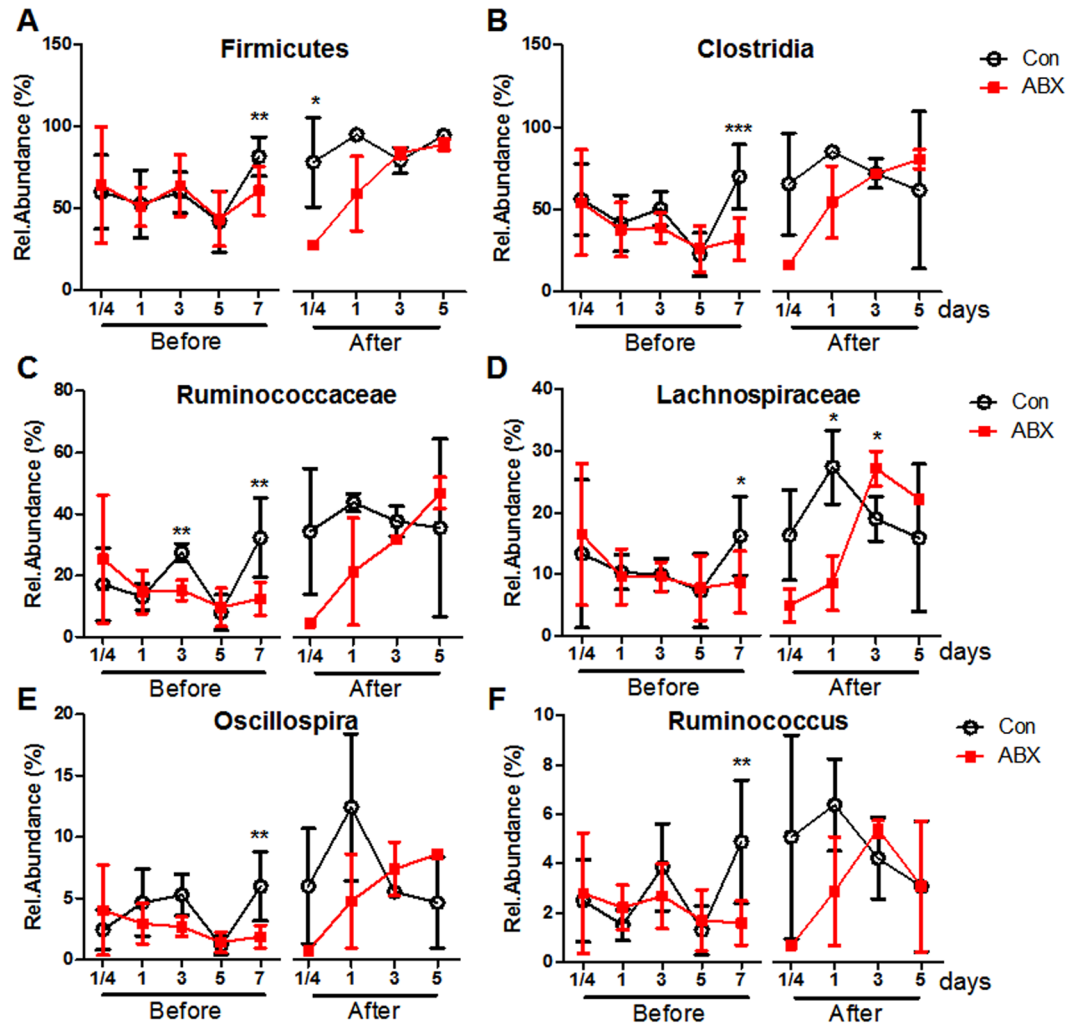 A
Firmicutes
Rel.Abundance (%)
150
100
50
0
**
*
1/4 1 3 5 7 1/4 1 3 5
Before After
B
Clostridia
Rel.Abundance (%)
150
100
50
0
***
1/4 1 3 5 7 1/4 1 3 5 days
Before After
Con
ABX
C
Ruminococcaceae
Rel.Abundance (%)
80
60
40
20
0
** **
1/4 1 3 5 7 1/4 1 3 5
Before After
D
Lachnospiraceae
Rel.Abundance (%)
40
30
20
10
0
* * *
1/4 1 3 5 7 1/4 1 3 5 days
Before After
Con
ABX
E
Oscillospira
Rel.Abundance (%)
20
15
10
5
0
**
1/4 1 3 5 7 1/4 1 3 5
Before After
F
Ruminococcus
Rel.Abundance (%)
10
8
6
4
2
0
**
1/4 1 3 5 7 1/4 1 3 5 days
Before After
Con
ABX